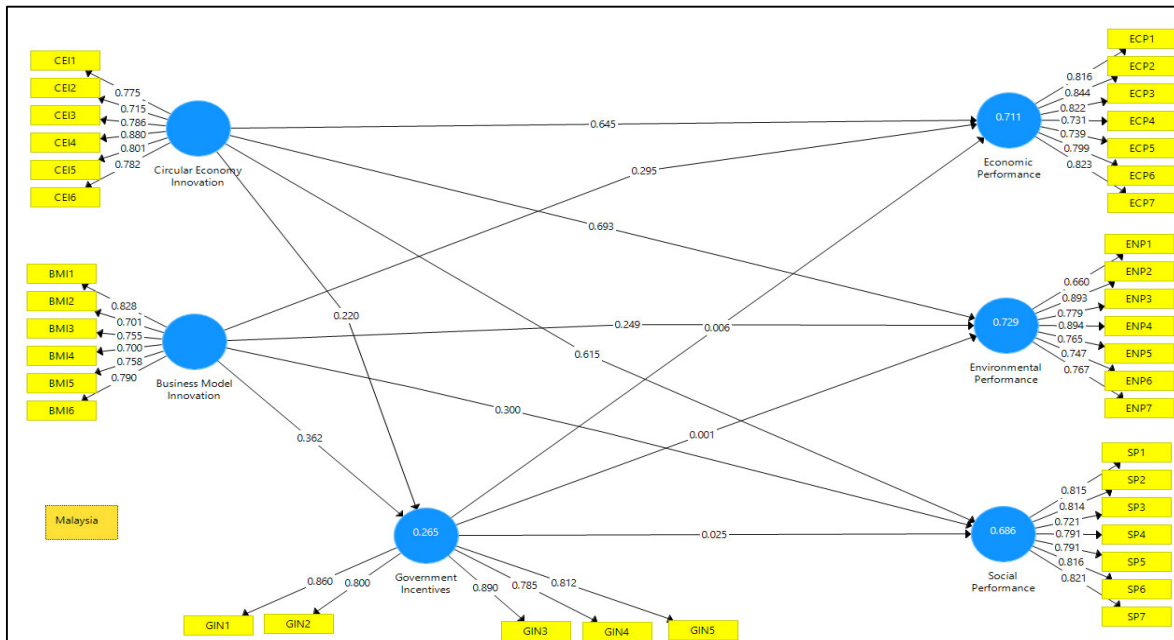 CEI1
CEI2
CEI3
CEI4
CEI5
CEI6
0.775
0.715
0.786
0.880
0.801
0.782
Circular Economy
Innovation
BMI1
BMI2
BMI3
BMI4
BMI5
BMI6
0.828
0.701
0.755
0.700
0.758
0.790
Business Model
Innovation
0.645
0.295
0.693
0.220
0.006
0.249
0.615
0.300
0.362
0.001
0.025
Malaysia
0.265
Government
Incentives
0.860
0.800
0.890
0.785
0.812
GIN1
GIN2
GIN3
GIN4
GIN5
0.711
Economic
Performance
0.816
0.844
0.822
0.731
0.739
0.799
0.823
ECP1
ECP2
ECP3
ECP4
ECP5
ECP6
ECP7
0.729
Environmental
Performance
0.660
0.893
0.779
0.894
0.765
0.747
0.767
ENP1
ENP2
ENP3
ENP4
ENP5
ENP6
ENP7
0.686
Social
Performance
0.815
0.814
0.721
0.791
0.791
0.816
0.821
SP1
SP2
SP3
SP4
SP5
SP6
SP7